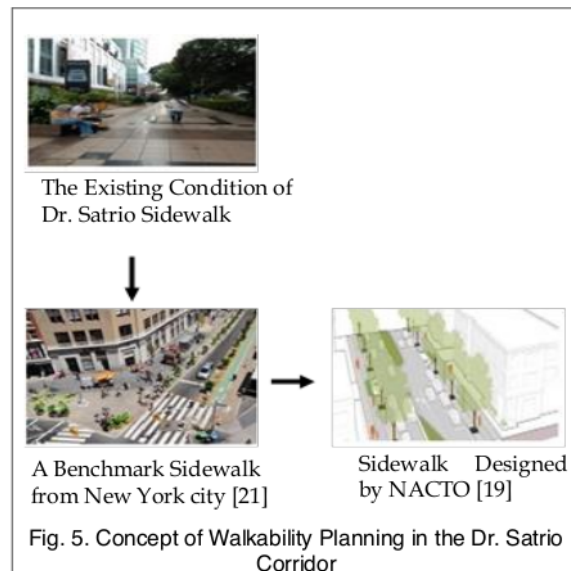 The Existing Condition of
Dr. Satrio Sidewalk
A Benchmark Sidewalk
from New York city [21]
Sidewalk Designed
by NACTO [19]
Fig. 5. Concept of Walkability Planning in the Dr. Satrio
Corridor